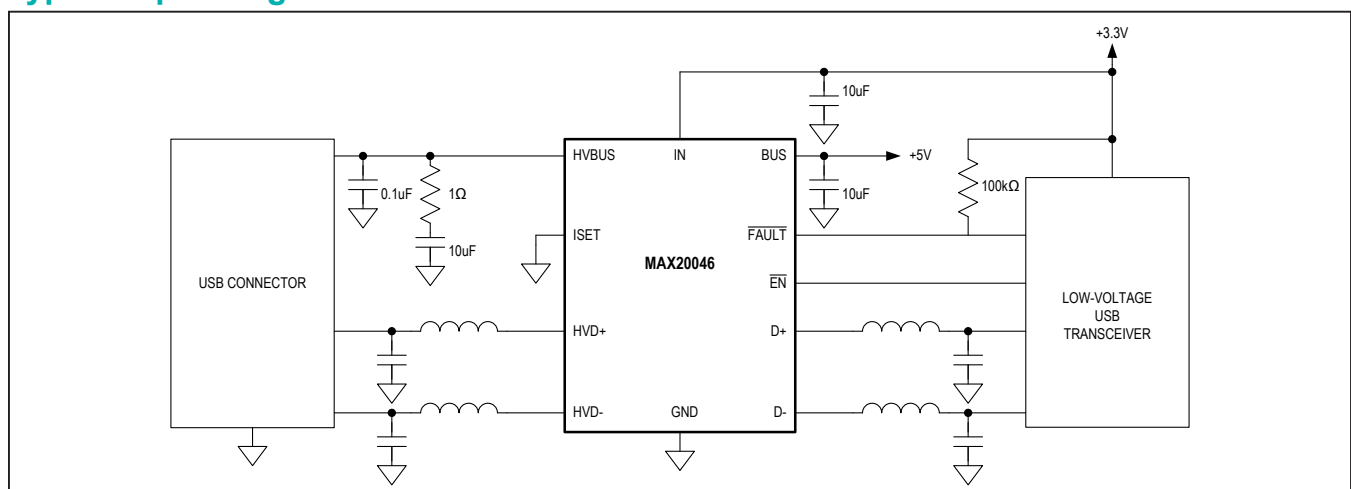 +3.3V
10uF
HVBUS
IN
BUS
+5V
0.1uF
1Ω
10uF
100kΩ
10uF
ISET
FAULT
MAX20046
EN
USB CONNECTOR
LOW-VOLTAGE
USB
TRANSCEIVER
HVD+
D+
HVD-
GND
D-